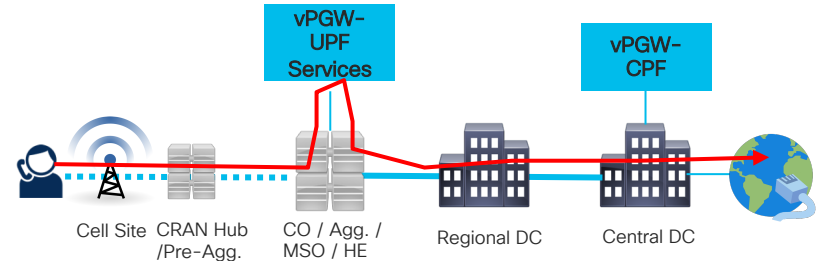 vPGW-
UPF
Services
vPGW-
CPF
Cell Site
CRAN Hub
/Pre-Agg.
CO / Agg. /
MSO / HE
Regional DC
Central DC